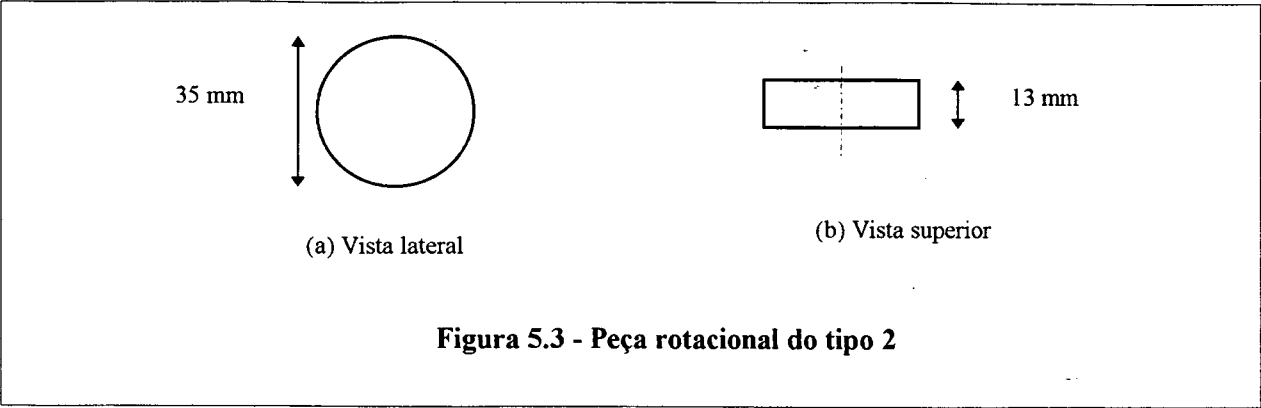 35 mm
13 mm
(a) Vista lateral
(b) Vista superior
Figura 5.3 - Peça rotacional do tipo 2